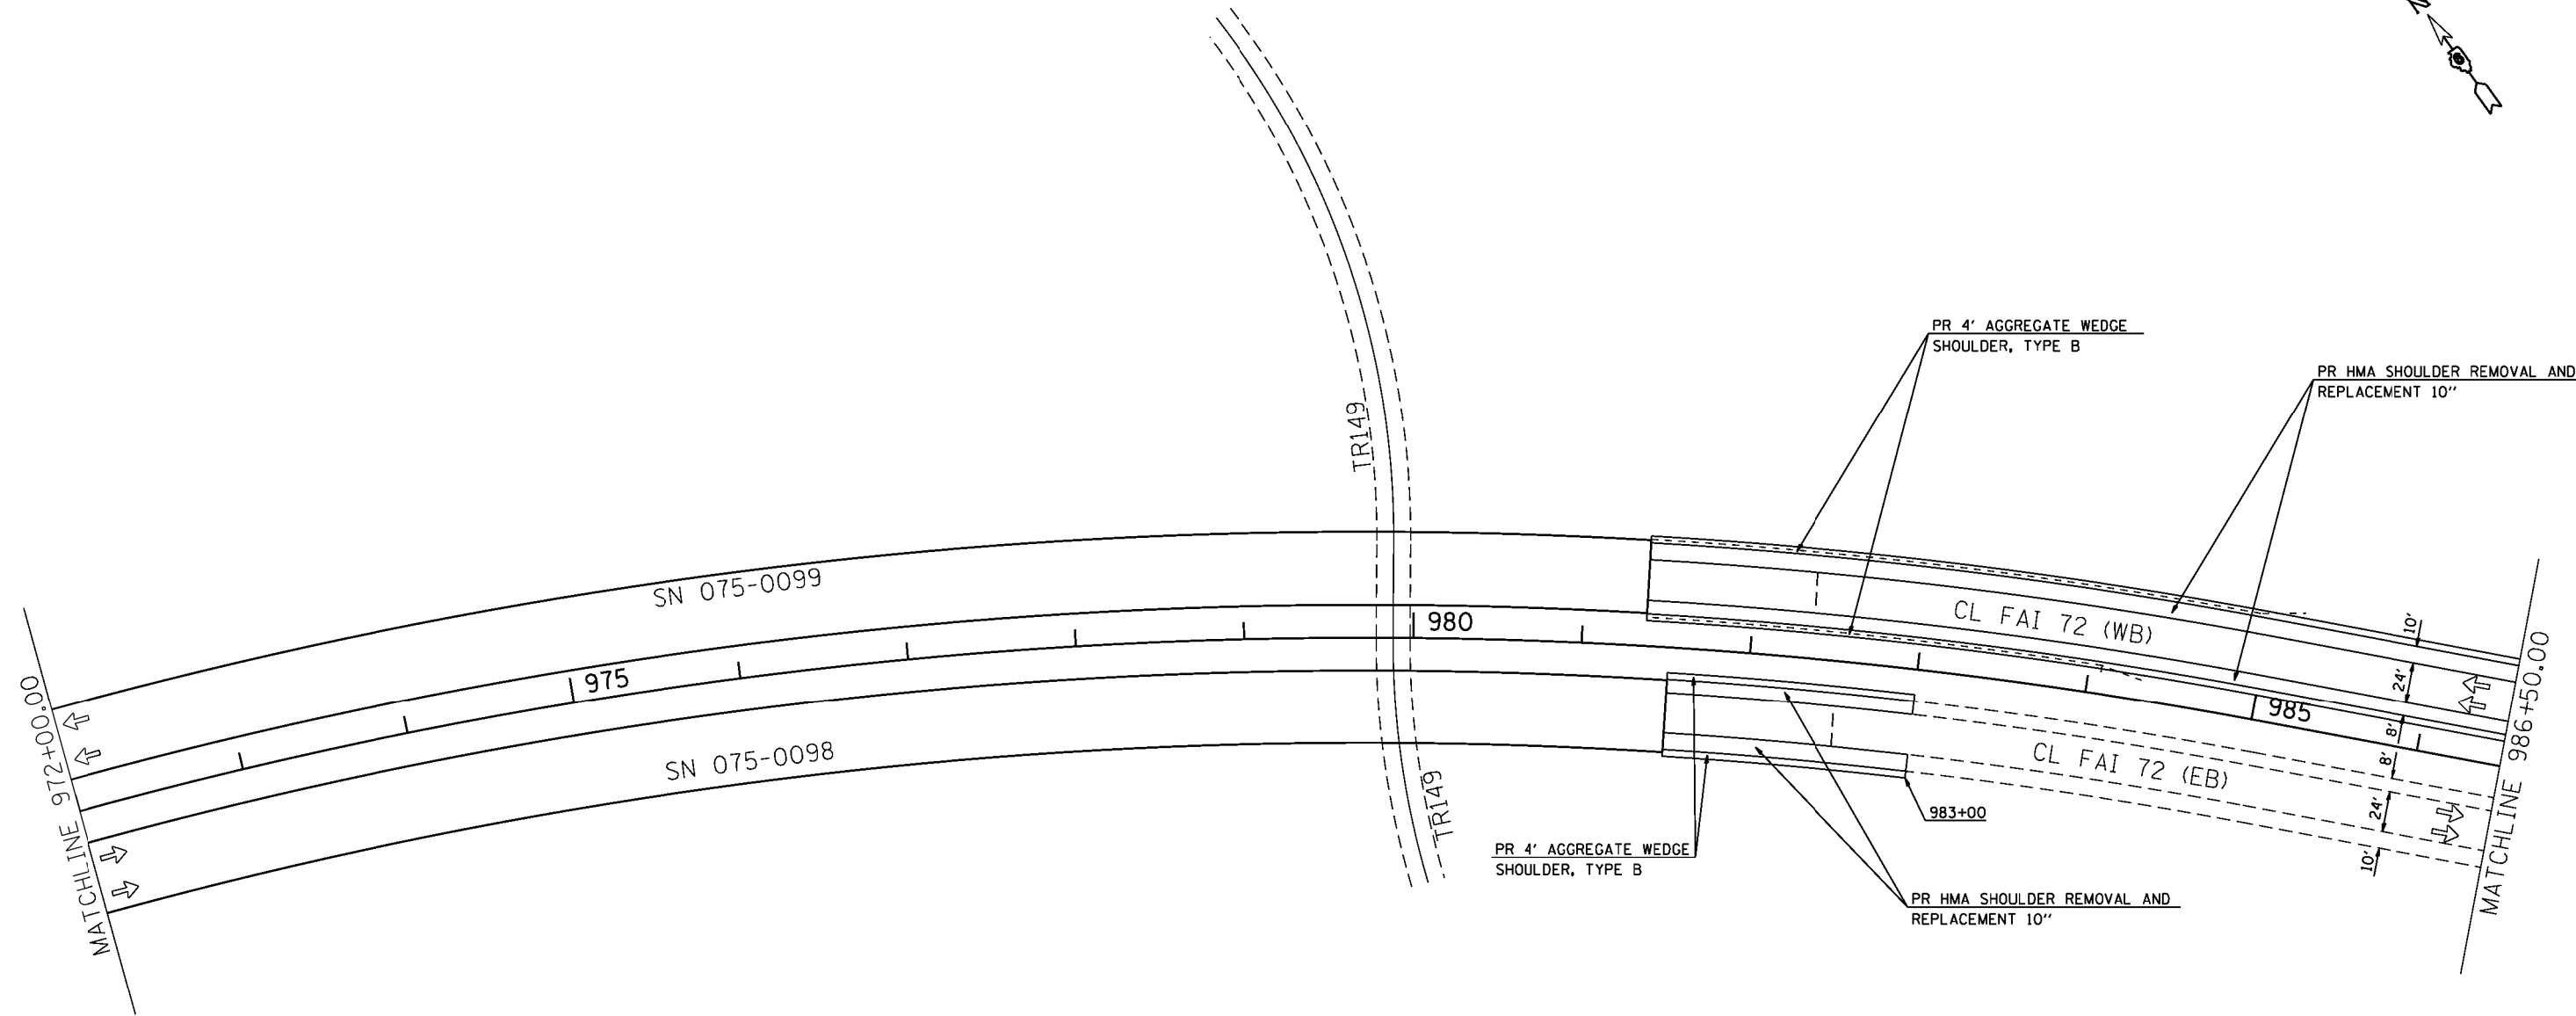 N
PR 4' AGGREGATE WEDGE
SHOULDER, TYPE B
PR HMA SHOULDER REMOVAL AND
REPLACEMENT 10''
TR149
SN 075-0099
CL FAI 72 (WB)
980
975
985
10'
24'
8'
8'
24'
10'
MATCHLINE 972+00.00
MATCHLINE 986+50.00
SN 075-0098
CL FAI 72 (EB)
TR149
983+00
PR 4' AGGREGATE WEDGE
SHOULDER, TYPE B
PR HMA SHOULDER REMOVAL AND
REPLACEMENT 10''